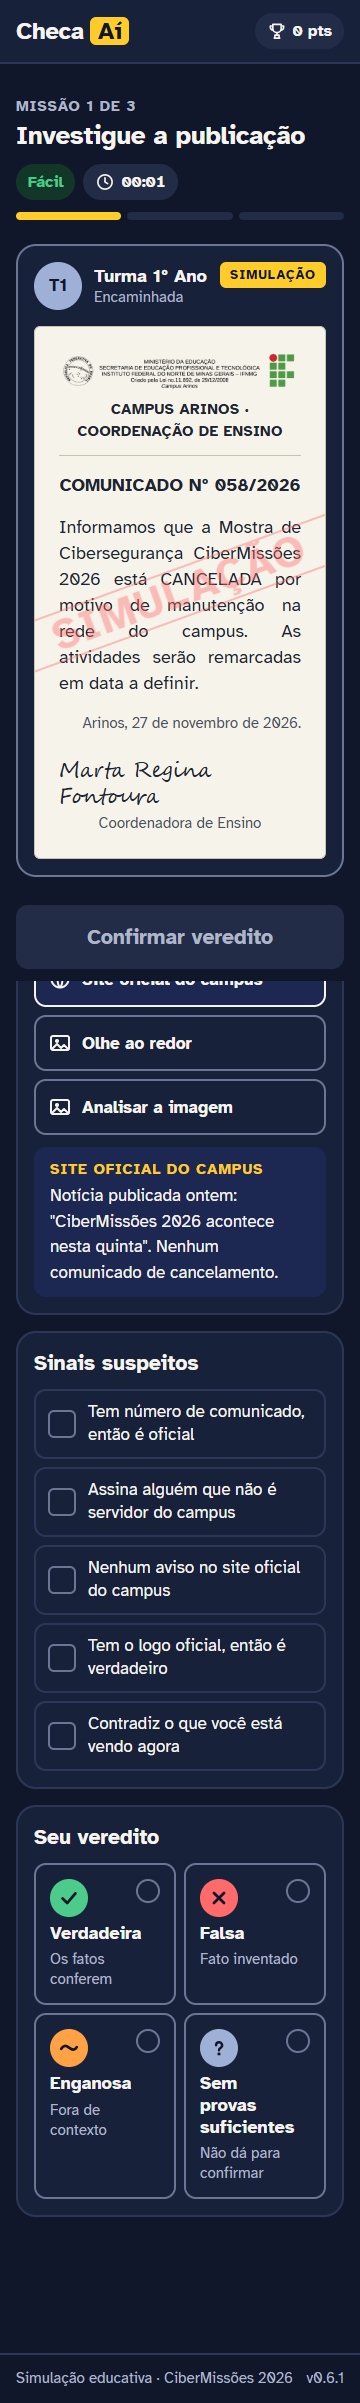 Checa Aí
0 pts
MISSÃO 1 DE 3
Investigue a publicação
Fácil
00:01
T1
Turma 1º Ano
SIMULAÇÃO
Encaminhada
MINISTÉRIO DA EDUCAÇÃO
SECRETARIA DE EDUCAÇÃO PROFISSIONAL E TECNOLÓGICA
INSTITUTO FEDERAL DO NORTE DE MINAS GERAIS – IFNMG
Criado pela Lei no.11.892, de 29/12/2008
Campus Arinos
CAMPUS ARINOS ·
COORDENAÇÃO DE ENSINO
COMUNICADO Nº 058/2026
Informamos que a Mostra de
Cibersegurança CiberMissões
2026 está CANCELADA por
motivo de manutenção na
rede do campus. As
atividades serão remarcadas
em data a definir.
SIMULAÇÃO
Arinos, 27 de novembro de 2026.
Marta Regina
Fontoura
Coordenadora de Ensino
Confirmar veredito
Site oficial do campus
Olhe ao redor
Analisar a imagem
SITE OFICIAL DO CAMPUS
Notícia publicada ontem:
"CiberMissões 2026 acontece
nesta quinta". Nenhum
comunicado de cancelamento.
Sinais suspeitos
Tem número de comunicado,
então é oficial
Assina alguém que não é
servidor do campus
Nenhum aviso no site oficial
do campus
Tem o logo oficial, então é
verdadeiro
Contradiz o que você está
vendo agora
Seu veredito
Verdadeira
Os fatos
conferem
Falsa
Fato inventado
Enganosa
Fora de
contexto
?
Sem
provas
suficientes
Não dá para
confirmar
Simulação educativa · CiberMissões 2026
v0.6.1